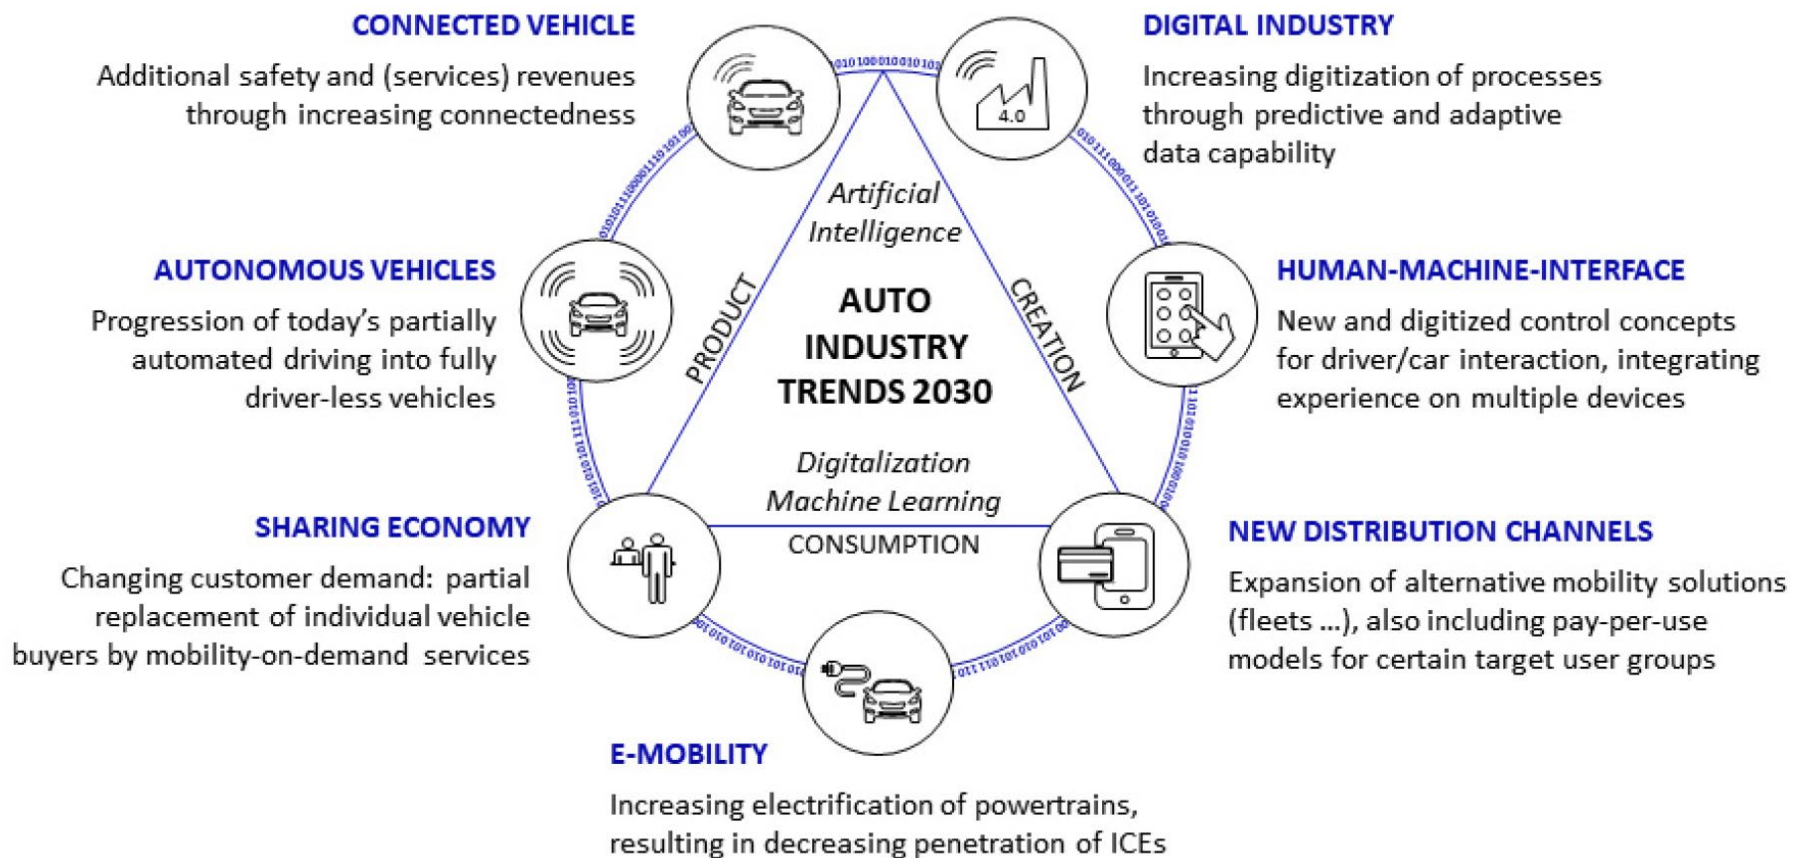 CONNECTED VEHICLE
Additional safety and (services) revenues
through increasing connectedness
DIGITAL INDUSTRY
Increasing digitization of processes
through predictive and adaptive
data capability
4.0
AUTONOMOUS VEHICLES
Progression of today's partially
automated driving into fully
driver-less vehicles
Artificial
Intelligence
AUTO
INDUSTRY
TRENDS 2030
Digitalization
Machine Learning
PRODUCT
CREATION
CONSUMPTION
HUMAN-MACHINE-INTERFACE
New and digitized control concepts
for driver/car interaction, integrating
experience on multiple devices
SHARING ECONOMY
Changing customer demand: partial
replacement of individual vehicle
buyers by mobility-on-demand services
NEW DISTRIBUTION CHANNELS
Expansion of alternative mobility solutions
(fleets ...), also including pay-per-use
models for certain target user groups
E-MOBILITY
Increasing electrification of powertrains,
resulting in decreasing penetration of ICEs